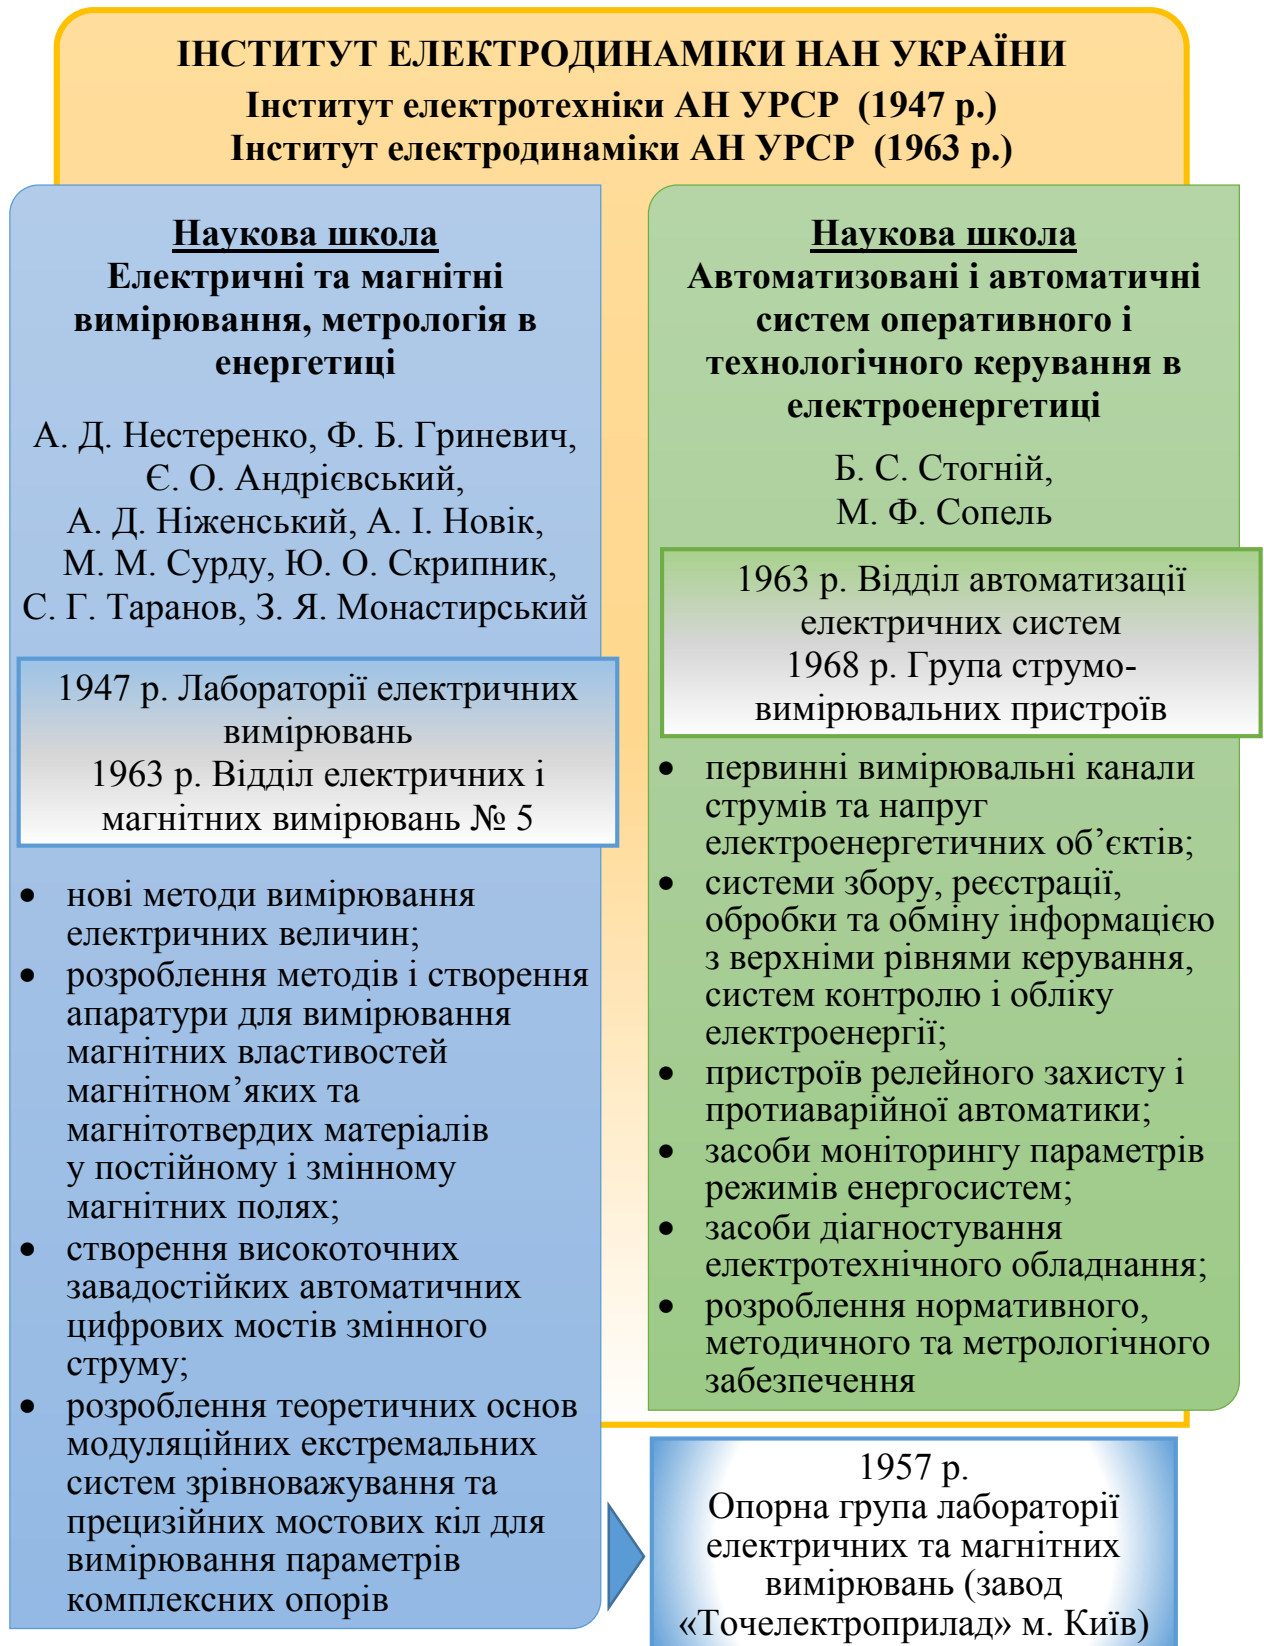 ІНСТИТУТ ЕЛЕКТРОДИНАМІКИ НАН УКРАЇНИ
Інститут електротехніки АН УРСР (1947 р.)
Інститут електродинаміки АН УРСР (1963 р.)
Наукова школа
Електричні та магнітні
вимірювання, метрологія в
енергетиці
А. Д. Нестеренко, Ф. Б. Гриневич,
Є. О. Андрієвський,
А. Д. Ніженський, А. І. Новік,
М. М. Сурду, Ю. О. Скрипник,
С. Г. Таранов, З. Я. Монастирський
1947 р. Лабораторії електричних
вимірювань
1963 р. Відділ електричних і
магнітних вимірювань № 5
• нові методи вимірювання
електричних величин;
• розроблення методів і створення
апаратури для вимірювання
магнітних властивостей
магнітном’яких та
магнітотвердих матеріалів
у постійному і змінному
магнітних полях;
• створення високоточних
завадостійких автоматичних
цифрових мостів змінного
струму;
• розроблення теоретичних основ
модуляційних екстремальних
систем зрівноважування та
прецизійних мостових кіл для
вимірювання параметрів
комплексних опорів
Наукова школа
Автоматизовані і автоматичні
систем оперативного і
технологічного керування в
електроенергетиці
Б. С. Стогній,
М. Ф. Сопель
1963 р. Відділ автоматизації
електричних систем
1968 р. Група струмо-
вимірювальних пристроїв
• первинні вимірювальні канали
струмів та напруг
електроенергетичних об’єктів;
• системи збору, реєстрації,
обробки та обміну інформацією
з верхніми рівнями керування,
систем контролю і обліку
електроенергії;
• пристроїв релейного захисту і
протиаварійної автоматики;
• засоби моніторингу параметрів
режимів енергосистем;
• засоби діагностування
електротехнічного обладнання;
• розроблення нормативного,
методичного та метрологічного
забезпечення
1957 р.
Опорна група лабораторії
електричних та магнітних
вимірювань (завод
«Точелектроприлад» м. Київ)